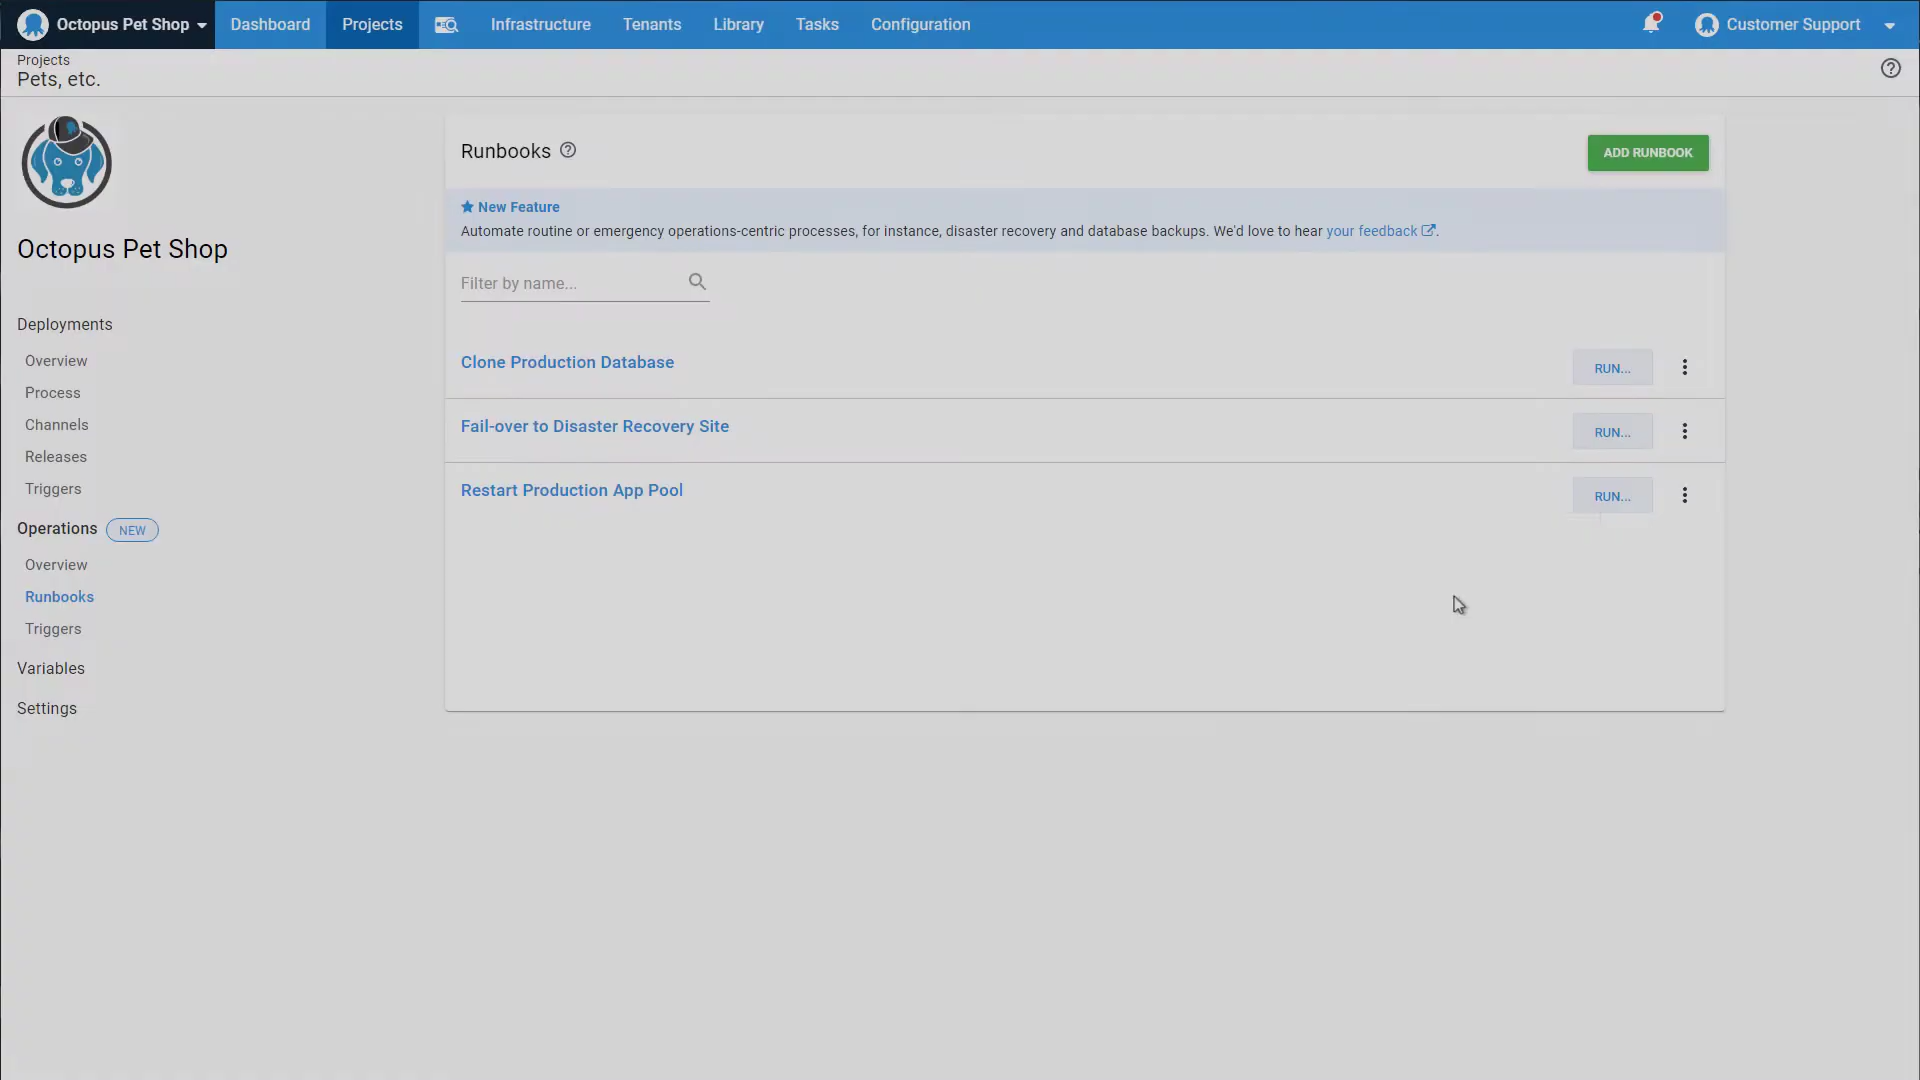 Octopus Pet Shop
Dashboard
Projects
Infrastructure
Tenants
Library
Tasks
Configuration
Customer Support
Projects
Pets, etc.
Octopus Pet Shop
Deployments
Overview
Process
Channels
Releases
Triggers
Operations NEW
Overview
Runbooks
Triggers
Variables
Settings
Runbooks
ADD RUNBOOK
New Feature
Automate routine or emergency operations-centric processes, for instance, disaster recovery and database backups. We'd love to hear your feedback.
Filter by name...
Clone Production Database
RUN...
Fail-over to Disaster Recovery Site
RUN...
Restart Production App Pool
RUN...